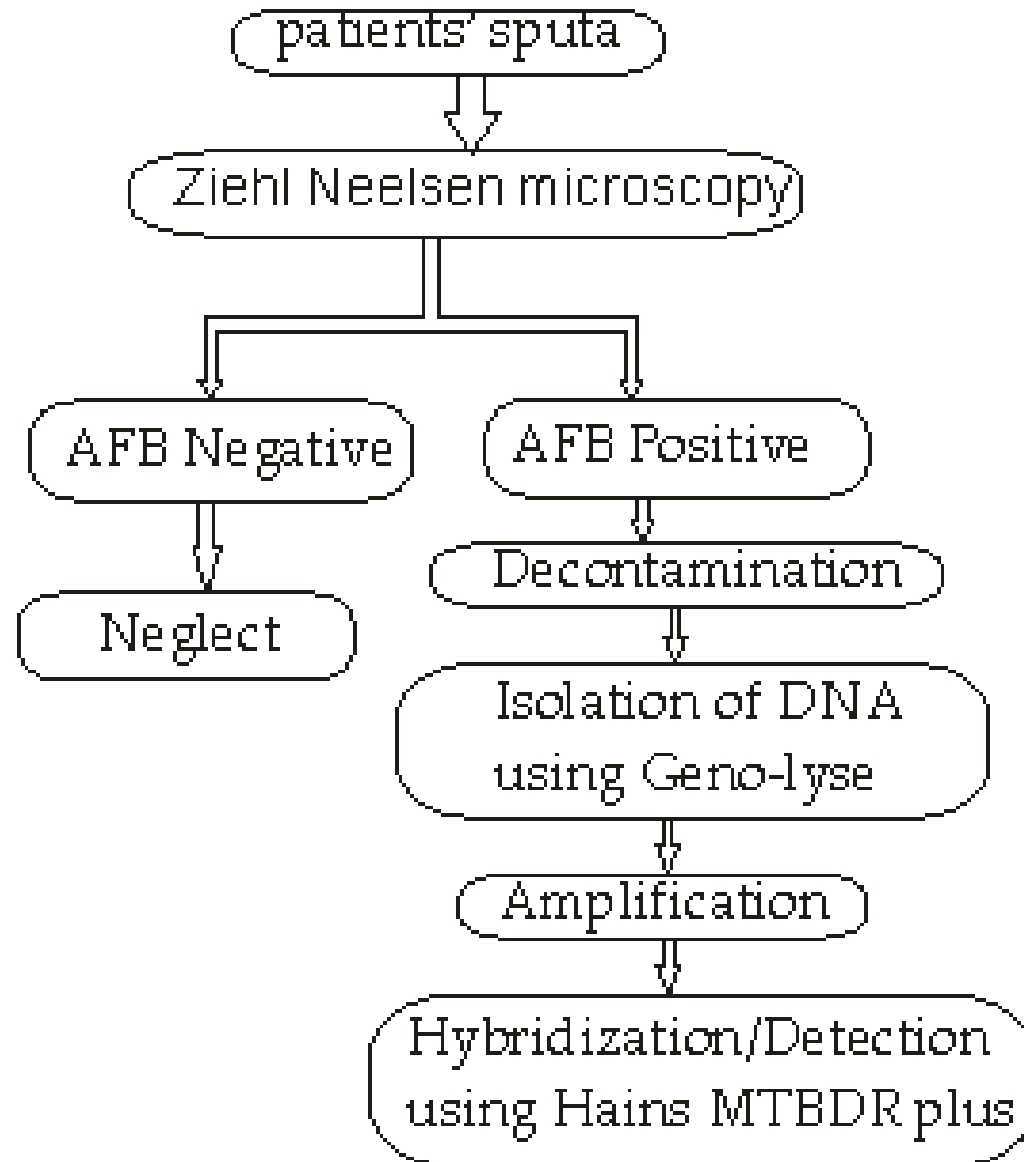 patients' sputa
Ziehl Neelsen microscopy
AFB Negative
AFB Positive
Decontamination
Neglect
Isolation of DNA
using Geno-lyse
Amplification
Hybridization/Detection
using Hains MTBDR plus